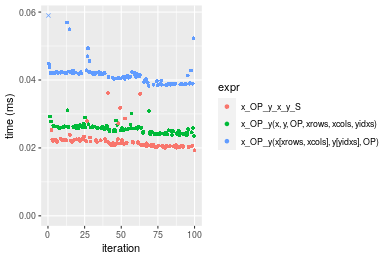 0.06
0.04
0.02
0.00
time (ms)
0 25 50 75 100
iteration
expr
x_OP_y_x_y_S
x_OP_y(x, y, OP, xrows, xcols, yidxs)
x_OP_y(x[xrows, xcols], y[yidxs], OP)